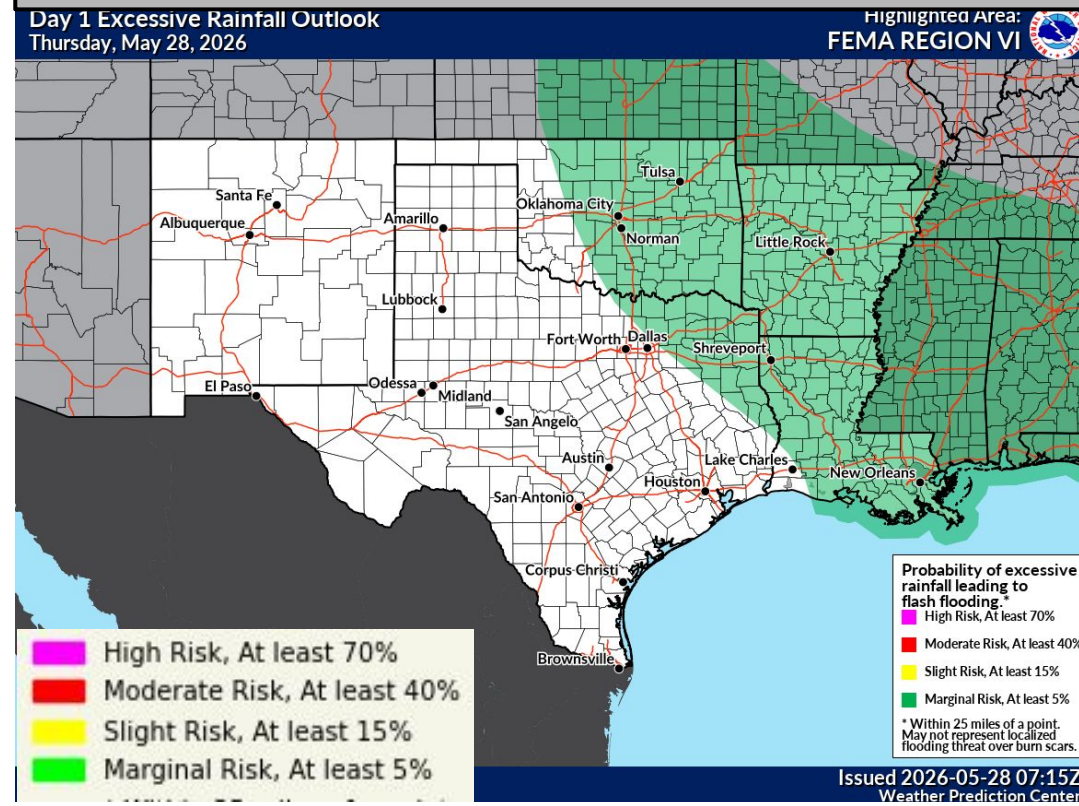 Day 1 Excessive Rainfall Outlook
Thursday, May 28, 2026
Highlighted Area:
FEMA REGION VI
Santa Fe
Albuquerque
Amarillo
Tulsa
Oklahoma City
Norman
Little Rock
Lubbock
Fort Worth
Dallas
Shreveport
El Paso
Odessa
Midland
San Angelo
Austin
Lake Charles
Houston
New Orleans
San Antonio
Corpus Christi
Brownsville
Probability of excessive
rainfall leading to
flash flooding.*
High Risk, At least 70%
Moderate Risk, At least 40%
Slight Risk, At least 15%
Marginal Risk, At least 5%
* Within 25 miles of a point.
May not represent localized
flooding threat over burn scars.
High Risk, At least 70%
Moderate Risk, At least 40%
Slight Risk, At least 15%
Marginal Risk, At least 5%
Issued 2026-05-28 07:15Z
Weather Prediction Center